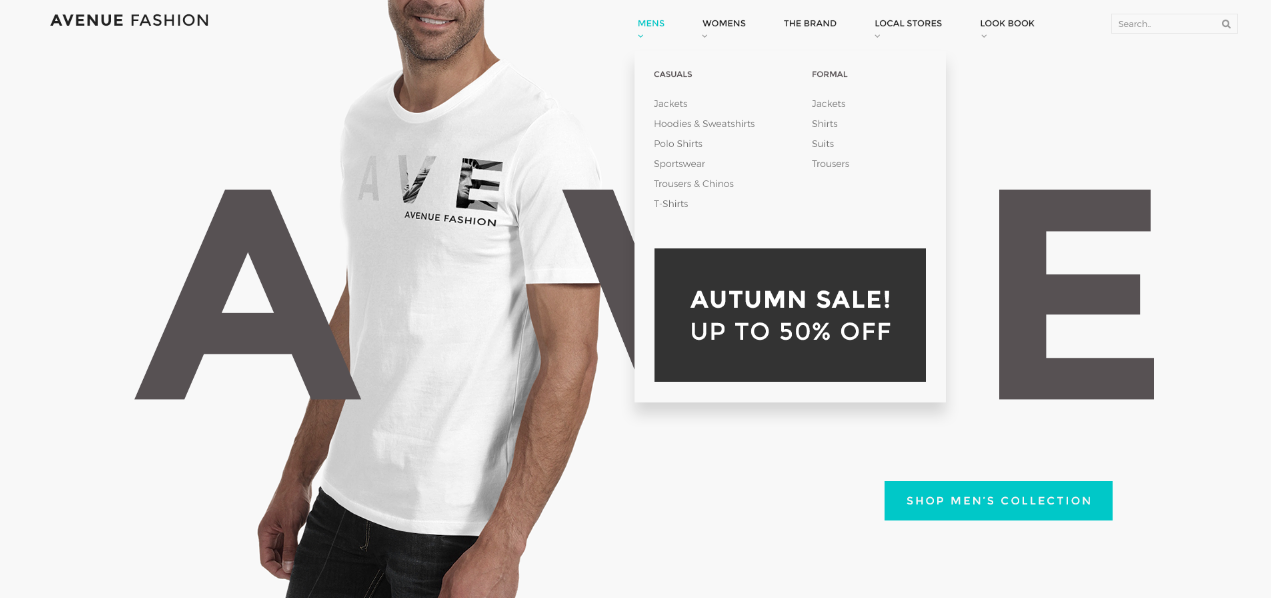 AVENUE FASHION
MENS
WOMENS
THE BRAND
LOCAL STORES
LOOK BOOK
Search..
CASUALS
Jackets
Hoodies & Sweatshirts
Polo Shirts
Sportswear
Trousers & Chinos
T-Shirts
FORMAL
Jackets
Shirts
Suits
Trousers
AUTUMN SALE!
UP TO 50% OFF
AVE
AVENUE FASHION
AVE
SHOP MEN'S COLLECTION